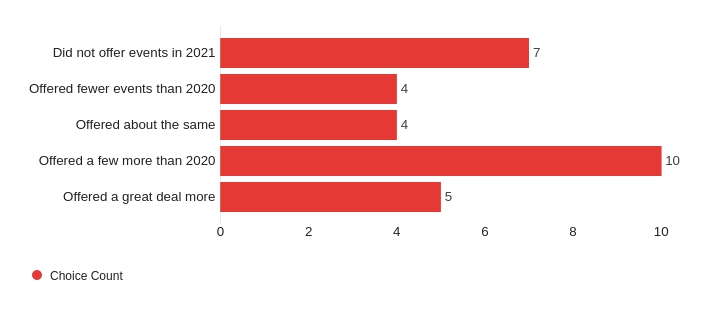 Did not offer events in 2021 7
Offered fewer events than 2020 4
Offered about the same 4
Offered a few more than 2020 10
Offered a great deal more 5
0 2 4 6 8 10
Choice Count